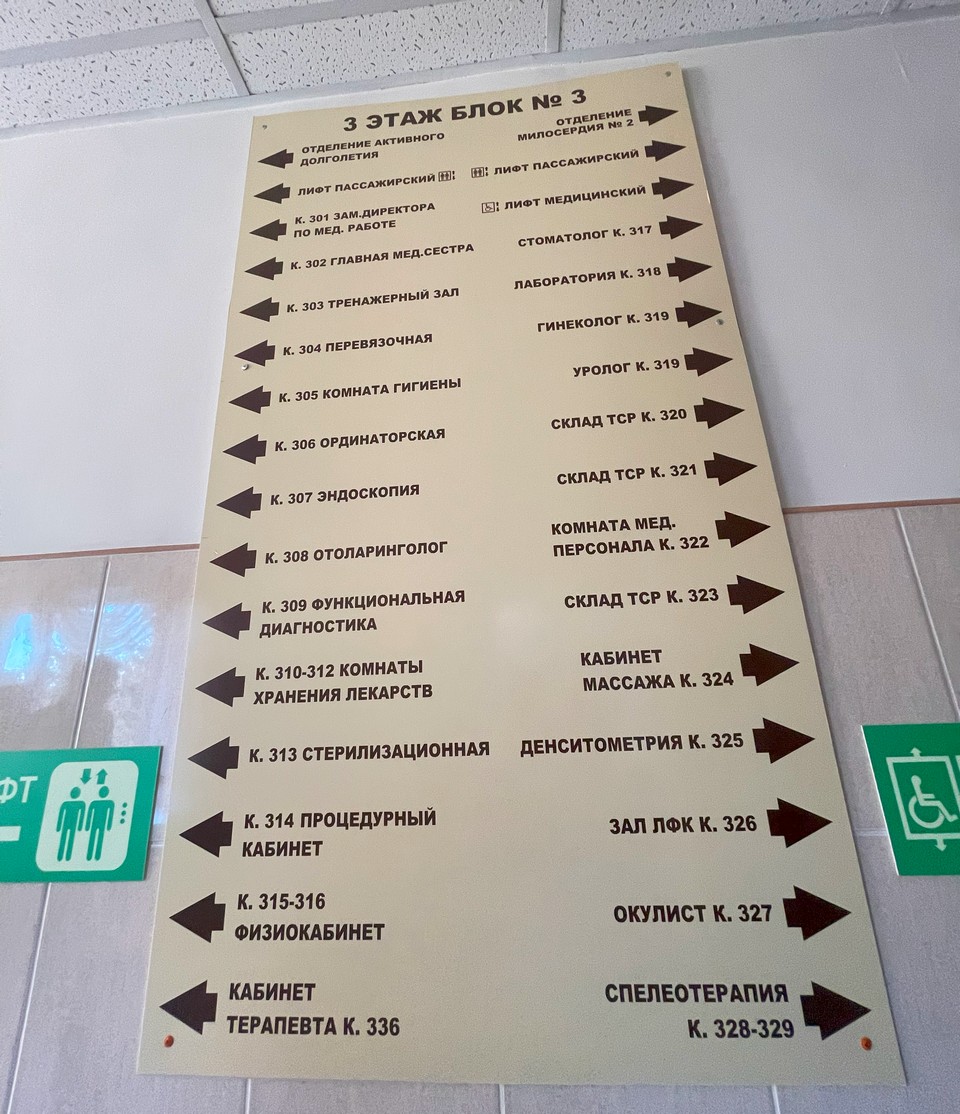 3 ЭТАЖ БЛОК № 3
ОТДЕЛЕНИЕ АКТИВНОГО
ДОЛГОЛЕТИЯ
ЛИФТ ПАССАЖИРСКИЙ
К. 301 ЗАМ.ДИРЕКТОРА
ПО МЕД. РАБОТЕ
К. 302 ГЛАВНАЯ МЕД.СЕСТРА
К. 303 ТРЕНАЖЕРНЫЙ ЗАЛ
К. 304 ПЕРЕВЯЗОЧНАЯ
К. 305 КОМНАТА ГИГИЕНЫ
К. 306 ОРДИНАТОРСКАЯ
К. 307 ЭНДОСКОПИЯ
К. 308 ОТОЛАРИНГОЛОГ
К. 309 ФУНКЦИОНАЛЬНАЯ
ДИАГНОСТИКА
К. 310-312 КОМНАТЫ
ХРАНЕНИЯ ЛЕКАРСТВ
К. 313 СТЕРИЛИЗАЦИОННАЯ
К. 314 ПРОЦЕДУРНЫЙ
КАБИНЕТ
К. 315-316
ФИЗИОКАБИНЕТ
КАБИНЕТ
ТЕРАПЕВТА К. 336
ОТДЕЛЕНИЕ
МИЛОСЕРДИЯ № 2
ЛИФТ ПАССАЖИРСКИЙ
ЛИФТ МЕДИЦИНСКИЙ
СТОМАТОЛОГ К. 317
ЛАБОРАТОРИЯ К. 318
ГИНЕКОЛОГ К. 319
УРОЛОГ К. 319
СКЛАД ТСР К. 320
СКЛАД ТСР К. 321
КОМНАТА МЕД.
ПЕРСОНАЛА К. 322
СКЛАД ТСР К. 323
КАБИНЕТ
МАССАЖА К. 324
ДЕНСИТОМЕТРИЯ К. 325
ЗАЛ ЛФК К. 326
ОКУЛИСТ К. 327
СПЕЛЕОТЕРАПИЯ
К. 328-329
ФТ